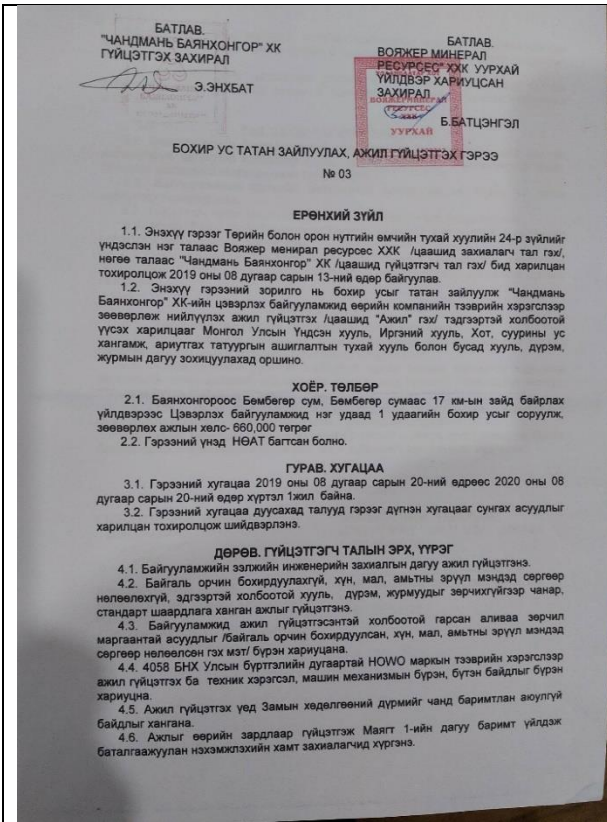 БАТЛАВ.
"ЧАНДМАНЬ БАЯНХОНГОР" ХК
ГҮЙЦЭТГЭХ ЗАХИРАЛ
Э.ЭНХБАТ
БАТЛАВ.
ВОЯЖЕР МИНЕРАЛ
РЕСУРСЕС" ХХК УУРХАЙ
ҮЙЛДВЭР ХАРИУЦСАН
ЗАХИРАЛ
Б.БАТЦЭНГЭЛ
ВОЯЖЕР МИНЕРАЛ
РЕСУРСЕС
ХХК
УУРХАЙ
БОХИР УС ТАТАН ЗАЙЛУУЛАХ, АЖИЛ ГҮЙЦЭТГЭХ ГЭРЭЭ
№ 03
ЕРӨНХИЙ ЗҮЙЛ
1.1. Энэхүү гэрээг Төрийн болон орон нутгийн өмчийн тухай хуулийн 24-р зүйлийг
үндэслэн нэг талаас Вояжер менирал ресурсес ХХК /цаашид захиалагч тал гэх/,
нөгөө талаас "Чандмань Баянхонгор" ХК /цаашид гүйцэтгэгч тал гэх/ бид харилцан
тохиролцож 2019 оны 08 дугаар сарын 13-ний өдөр байгуулав.
1.2. Энэхүү гэрээний зорилго нь бохир усыг татан зайлуулж "Чандмань
Баянхонгор" ХК-ийн цэвэрлэх байгууламжид өөрийн компанийн тээврийн хэрэгслээр
зөөвөрлөж нийлүүлэх ажил гүйцэтгэх /цаашид "Ажил" гэх/ тэдгээртэй холбоотой
үүсэх харилцааг Монгол Улсын Үндсэн хууль, Иргэний хууль, Хот, суурины ус
хангамж, ариутгах татуургын ашиглалтын тухай хууль болон бусад хууль, дүрэм,
журмын дагуу зохицуулахад оршино.
ХОЁР. ТӨЛБӨР
2.1. Баянхонгороос Бөмбөгөр сум, Бөмбөгөр сумаас 17 км-ын зайд байрлах
үйлдвэрээс Цэвэрлэх байгууламжид нэг удаад 1 удаагийн бохир усыг соруулж,
зөөвөрлөх ажлын хөлс- 660,000 төгрөг
2.2. Гэрээний үнэд НӨАТ багтсан болно.
ГУРАВ. ХУГАЦАА
3.1. Гэрээний хугацаа 2019 оны 08 дугаар сарын 20-ний өдрөөс 2020 оны 08
дугаар сарын 20-ний өдөр хүртэл 1жил байна.
3.2. Гэрээний хугацаа дуусахад талууд гэрээг дүгнэн хугацааг сунгах асуудлыг
харилцан тохиролцож шийдвэрлэнэ.
ДӨРӨВ. ГҮЙЦЭТГЭГЧ ТАЛЫН ЭРХ, ҮҮРЭГ
4.1. Байгууламжийн ээлжийн инженерийн захиалгын дагуу ажил гүйцэтгэнэ.
4.2. Байгаль орчин бохирдуулахгүй, хүн, мал, амьтны эрүүл мэндэд сөргөөр
нөлөөлөхгүй, эдгээртэй холбоотой хууль, дүрэм, журмуудыг зөрчихгүйгээр чанар,
стандарт шаардлага ханган ажлыг гүйцэтгэнэ.
4.3. Байгууламжид ажил гүйцэтгэсэнтэй холбоотой гарсан аливаа зөрчил
маргаантай асуудлыг /байгаль орчин бохирдуулсан, хүн, мал, амьтны эрүүл мэндэд
сөргөөр нөлөөлсөн гэх мэт/ бүрэн хариуцана.
4.4. 4058 БНХ Улсын бүртгэлийн дугаартай HOWO маркын тээврийн хэрэгслээр
ажил гүйцэтгэх ба техник хэрэгсэл, машин механизмын бүрэн, бүтэн байдлыг бүрэн
хариуцна.
4.5. Ажил гүйцэтгэх үед Замын хөдөлгөөний дүрмийг чанд баримтлан аюулгүй
байдлыг хангана.
4.6. Ажлыг өөрийн зардлаар гүйцэтгэж Маягт 1-ийн дагуу баримт үйлдэж
баталгаажуулан нэхэмжлэхийн хамт захиалагчид хүргэнэ.